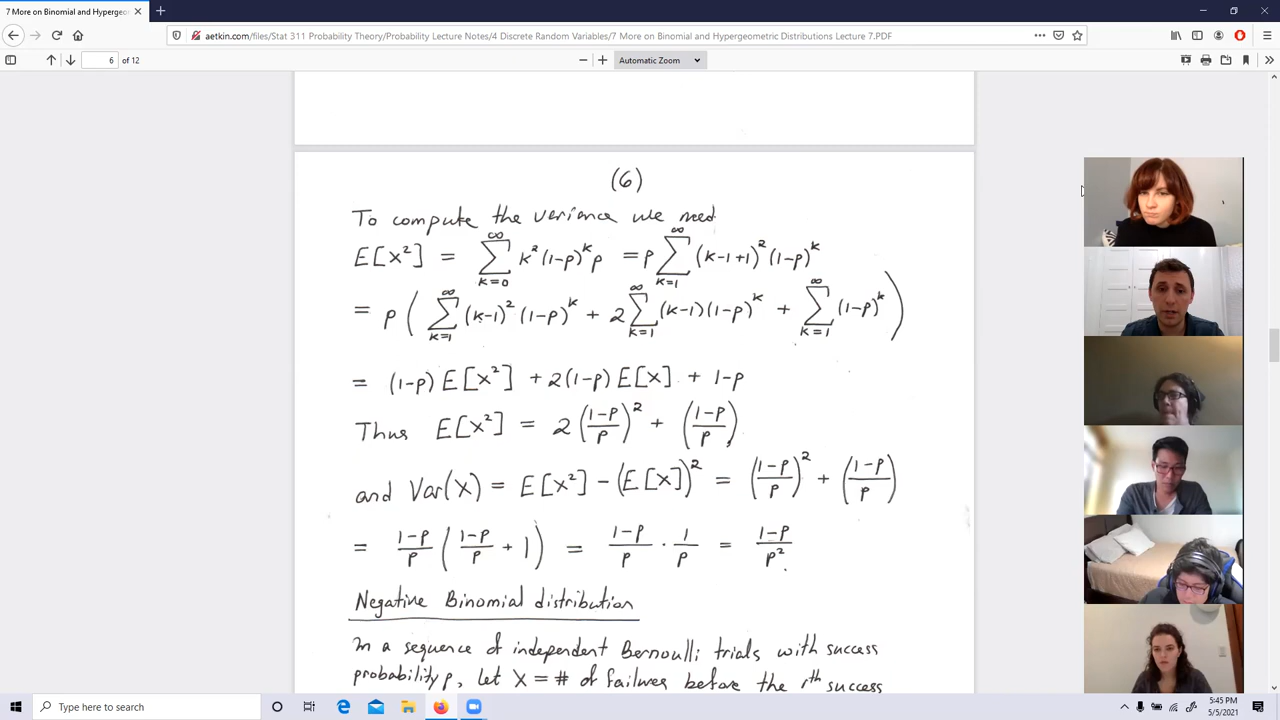 7 More on Binomial and Hypergeo
aetkin.com/files/Stat 311 Probability Theory/Probability Lecture Notes/4 Discrete Random Variables/7 More on Binomial and Hypergeometric Distributions Lecture 7.PDF
6 of 12
Automatic Zoom
(6)
To compute the variance we need
E[X²] = ∑_{k=0}^{∞} k²(1-p)^k p = p ∑_{k=1}^{∞} (k-1+1)² (1-p)^k
= p ( ∑_{k=1}^{∞} (k-1)² (1-p)^k + 2 ∑_{k=1}^{∞} (k-1)(1-p)^k + ∑_{k=1}^{∞} (1-p)^k )
= (1-p) E[X²] + 2(1-p) E[X] + 1-p
Thus E[X²] = 2 ((1-p)/p)² + ((1-p)/p),
and Var(X) = E[X²] - (E[X])² = ((1-p)/p)² + ((1-p)/p)
= (1-p)/p ( (1-p)/p + 1 ) = (1-p)/p · 1/p = (1-p)/p².
Negative Binomial distribution
In a sequence of independent Bernoulli trials with success
probability p, let X = # of failures before the rth success
Type here to search
5:45 PM
5/5/2021